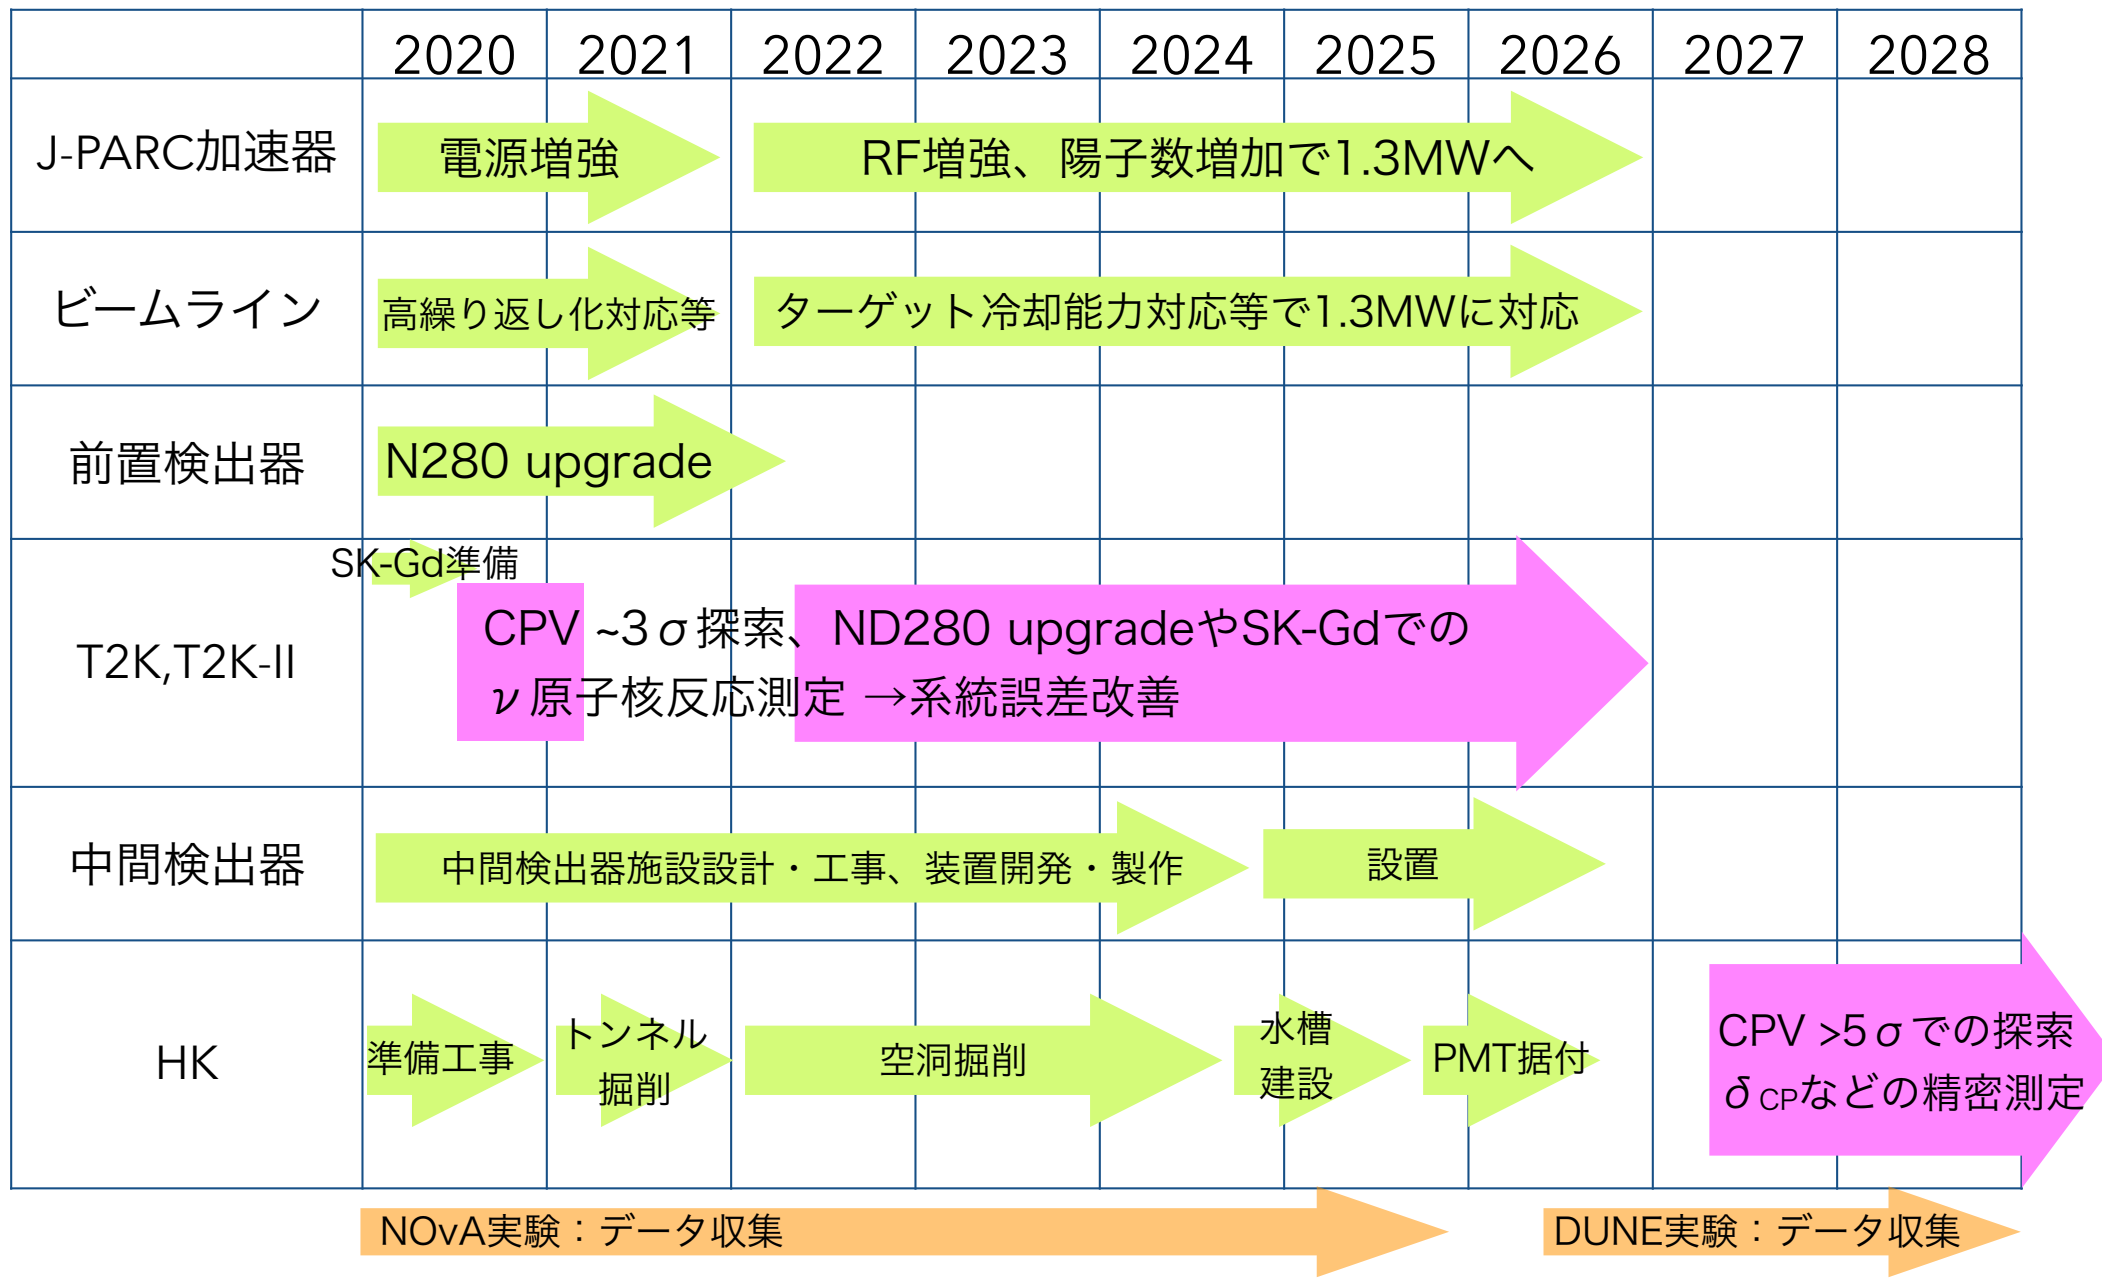 2020 2021 2022 2023 2024 2025 2026 2027 2028
J-PARC加速器
電源増強
RF増強、陽子数増加で1.3MWへ
ビームライン
高繰り返し化対応等
ターゲット冷却能力対応等で1.3MWに対応
前置検出器
N280 upgrade
SK-Gd準備
T2K,T2K-II
CPV ~3σ探索、ND280 upgradeやSK-Gdでの
ν原子核反応測定 →系統誤差改善
中間検出器
中間検出器施設設計・工事、装置開発・製作
設置
HK
準備工事
トンネル
掘削
空洞掘削
水槽
建設
PMT据付
CPV >5σでの探索
δCPなどの精密測定
NOvA実験：データ収集
DUNE実験：データ収集